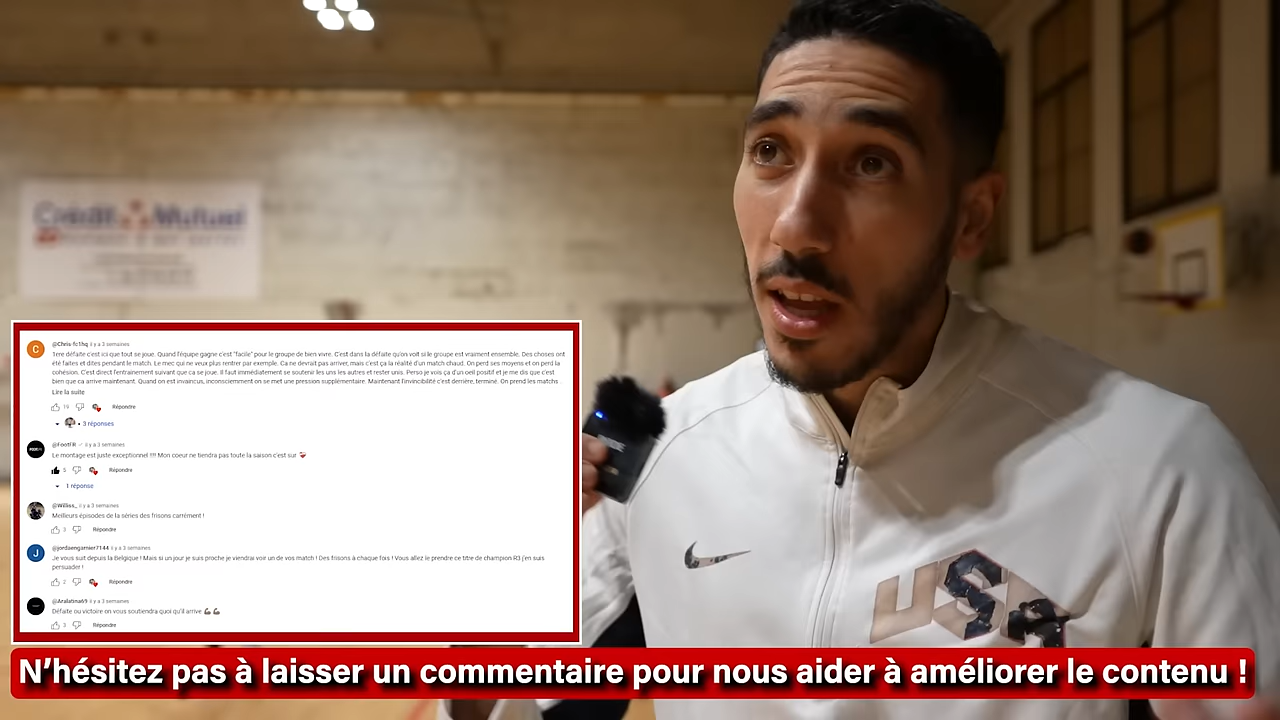 Crédit Mutuel
@Chris-fc1hq il y a 3 semaines
1ere défaite c'est ici que tout se joue. Quand l'équipe gagne c'est "facile" pour le groupe de bien vivre. C'est dans la défaite qu'on voit si le groupe est vraiment ensemble. Des choses ont
été faites et dites pendant le match. Le mec qui ne veux plus rentrer par exemple. Ca ne devrait pas arriver, mais c'est ça la réalité d'un match chaud. On perd ses moyens et on perd la
cohésion. C'est direct l'entrainement suivant que ca se joue. Il faut immédiatement se soutenir les uns les autres et rester unis. Perso je vois ça d'un oeil positif et je me dis que c'est
bien que ca arrive maintenant. Quand on est invaincus, inconsciemment on se met une pression supplémentaire. Maintenant l'invincibilité c'est derrière, terminé. On prend les matchs .
Lire la suite
19 Répondre
3 réponses
@FootFR il y a 3 semaines
Le montage est juste exceptionnel !!!! Mon coeur ne tiendra pas toute la saison c'est sur ❤️‍🩹
5 Répondre
1 réponse
@Williss_ il y a 3 semaines
Meilleurs épisodes de la séries des frisons carrément !
3 Répondre
@jordaengarnier7144 il y a 3 semaines
Je vous suit depuis la Belgique ! Mais si un jour je suis proche je viendrai voir un de vos match ! Des frisons à chaque fois ! Vous allez le prendre ce titre de champion R3 j'en suis
persuader !
2 Répondre
@Aralatina69 il y a 3 semaines
Défaite ou victoire on vous soutiendra quoi qu'il arrive 💪🏾 💪🏾
3 Répondre
USA
N'hésitez pas à laisser un commentaire pour nous aider à améliorer le contenu !